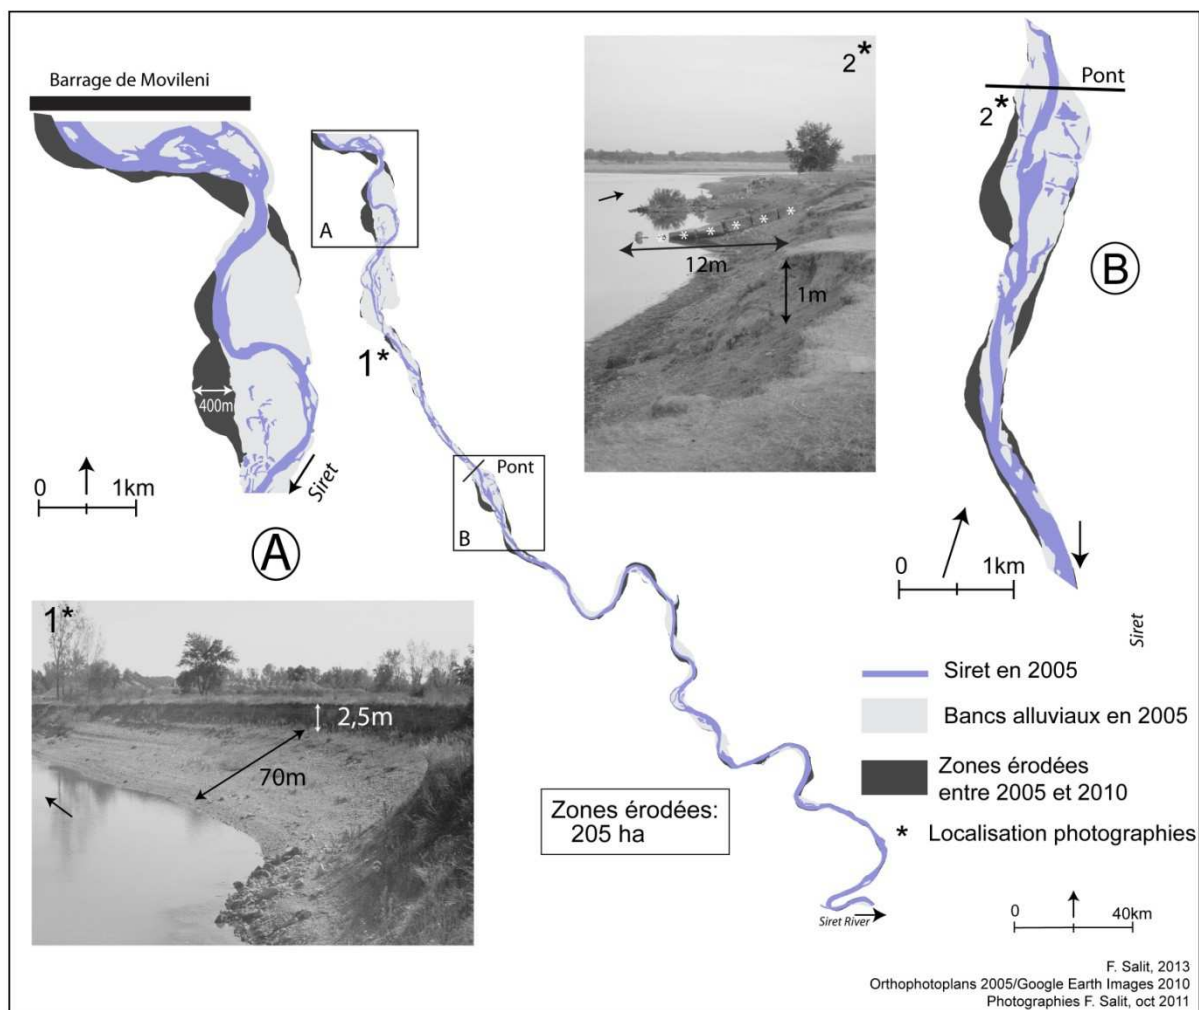 Barrage de Movileni
400m
0 1km
Siret
A
A
1*
Pont
B
2*
12m
1m
Pont
2*
B
0 1km
Siret
1*
2,5m
70m
Zones érodées:
205 ha
Siret River
Siret en 2005
Bancs alluviaux en 2005
Zones érodées
entre 2005 et 2010
* Localisation photographies
0 40km
F. Salit, 2013
Orthophotoplans 2005/Google Earth Images 2010
Photographies F. Salit, oct 2011